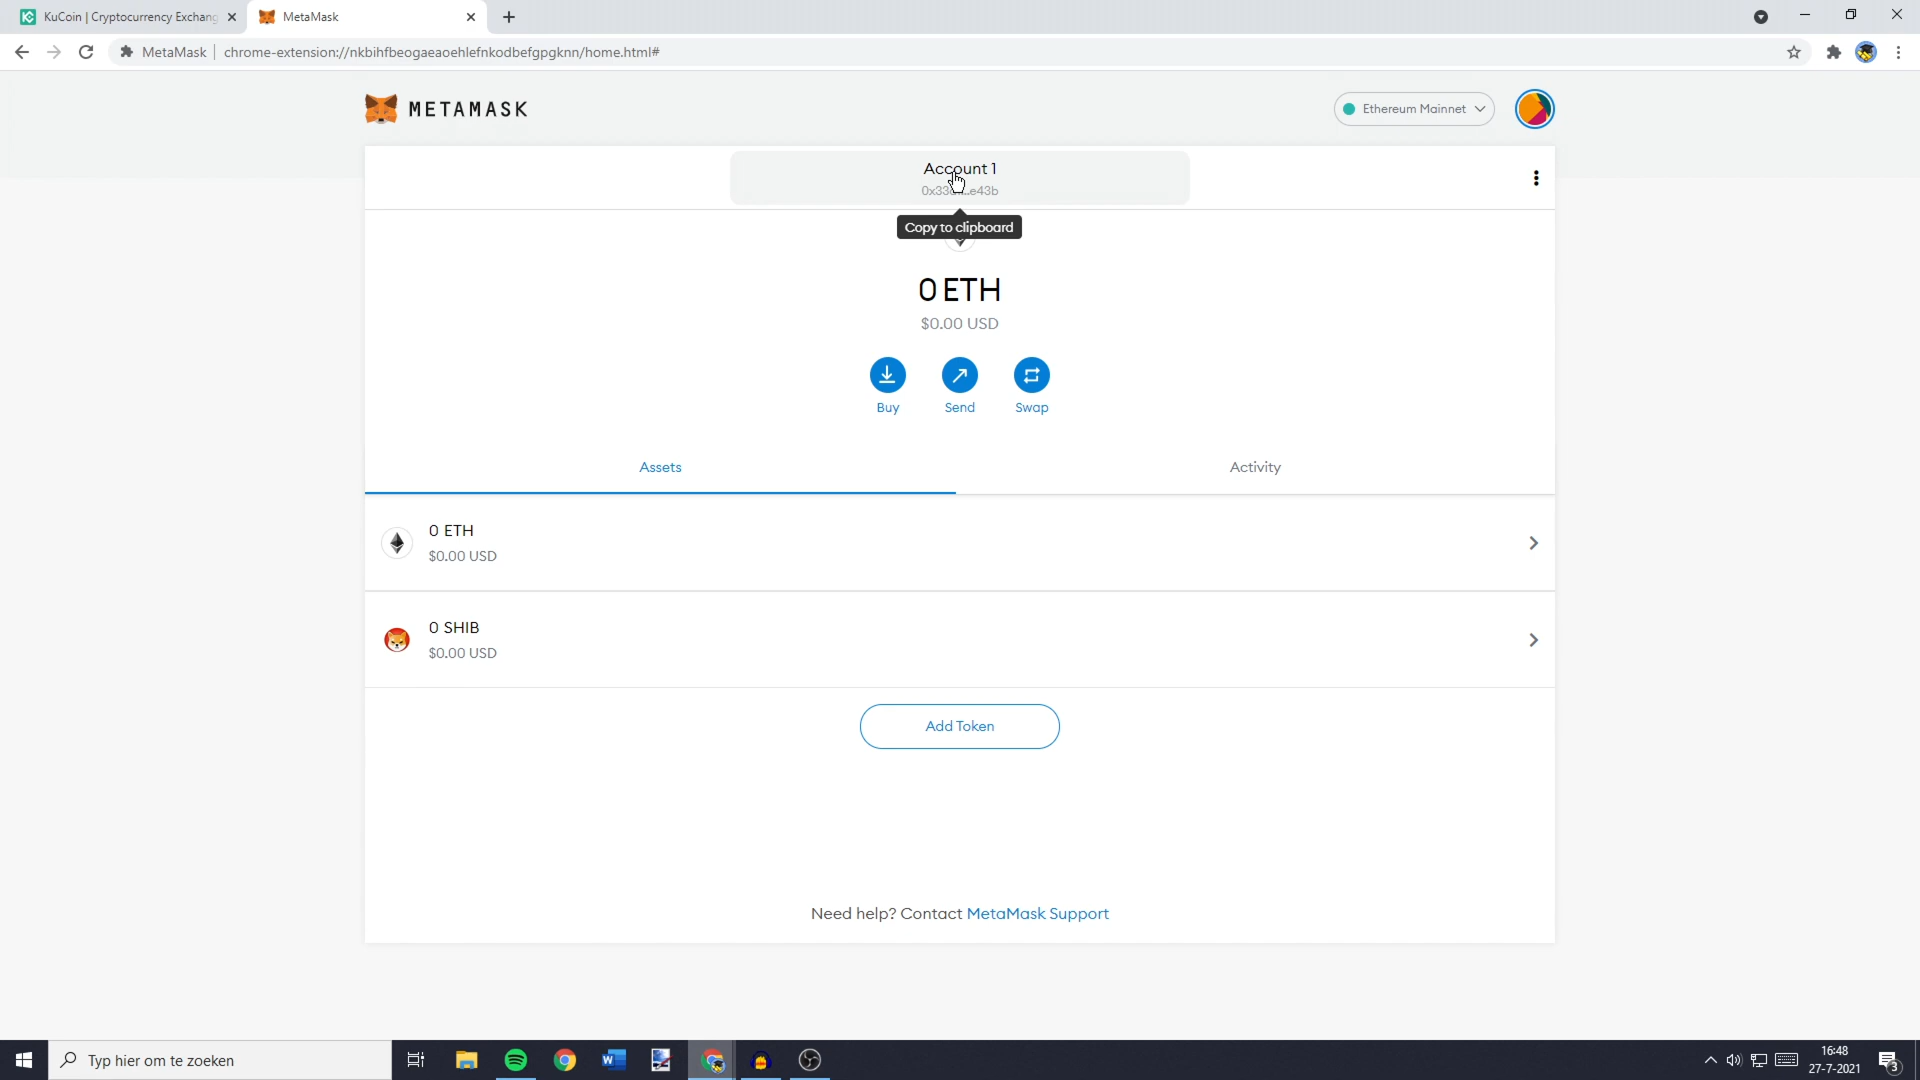 KuCoin | Cryptocurrency Exchang
MetaMask
MetaMask
chrome-extension://nkbihfbeogaeaoehlefnkodbefgpgknn/home.html#
METAMASK
Ethereum Mainnet
Account 1
Copy to clipboard
0 ETH
$0.00 USD
Buy
Send
Swap
Assets
Activity
0 ETH
$0.00 USD
0 SHIB
$0.00 USD
Add Token
Need help? Contact MetaMask Support
Typ hier om te zoeken
16:48
27-7-2021
3